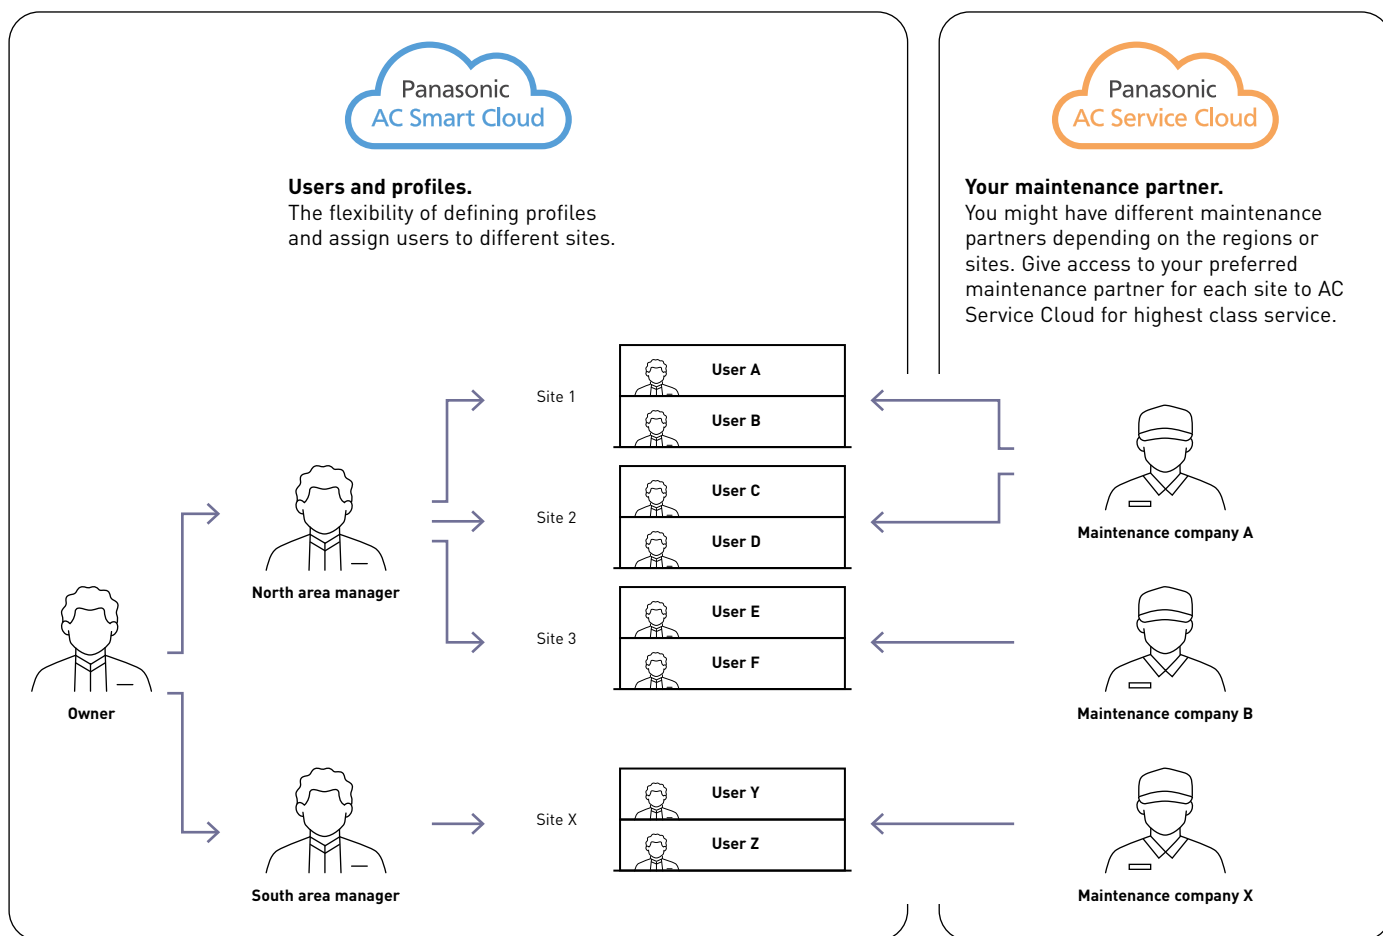 Panasonic
AC Smart Cloud
Users and profiles.
The flexibility of defining profiles
and assign users to different sites.
Panasonic
AC Service Cloud
Your maintenance partner.
You might have different maintenance
partners depending on the regions or
sites. Give access to your preferred
maintenance partner for each site to AC
Service Cloud for highest class service.
Owner
North area manager
South area manager
Site 1
User A
User B
Site 2
User C
User D
Site 3
User E
User F
Site X
User Y
User Z
Maintenance company A
Maintenance company B
Maintenance company X